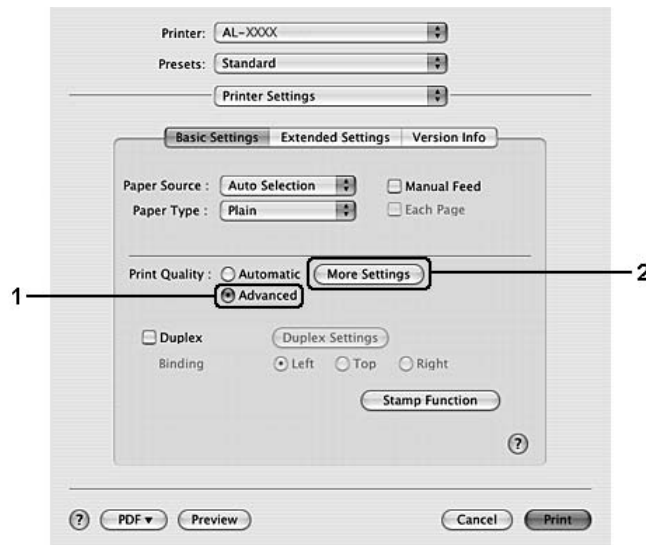 Printer: AL-XXXX
Presets: Standard
Printer Settings
Basic Settings Extended Settings Version Info
Paper Source : Auto Selection Manual Feed
Paper Type : Plain Each Page
Print Quality : Automatic More Settings 2
1 Advanced
Duplex Duplex Settings
Binding Left Top Right
Stamp Function
?
? PDF▼ Preview Cancel Print